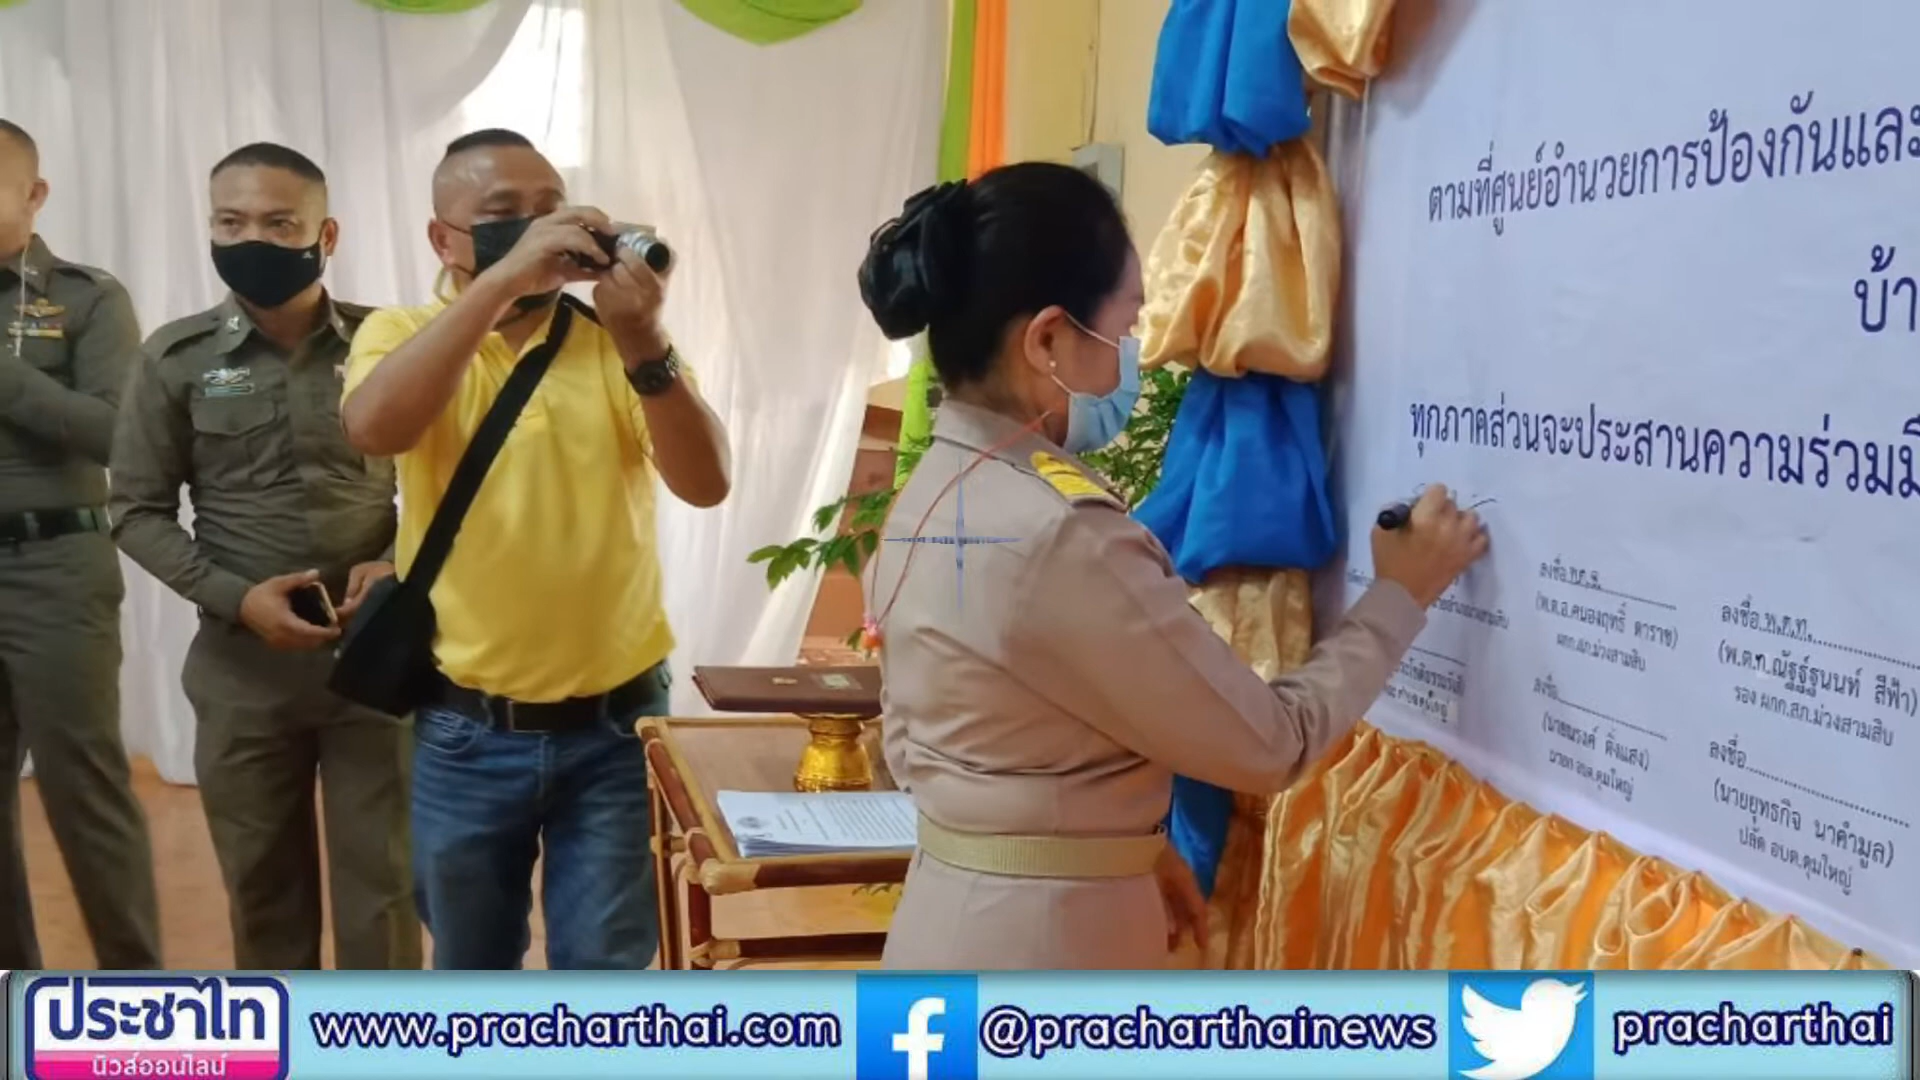 ตามที่ศูนย์อำนวยการป้องกันและ
บ้า
ทุกภาคส่วนจะประสานความร่วมมื
ลงชื่อ
(พ.ต.อ.คนองฤทธิ์ ดาราช)
ผกก.สภ.ม่วงสามสิบ
ลงชื่อ.พ.ต.ท.
(พ.ต.ท.ณัฐฐ์ฐนนท์ สีฟ้า)
รอง ผกก.สภ.ม่วงสามสิบ
ลงชื่อ
(นายณรงค์ ดิ่งแสง)
นายก อบต.ดุมใหญ่
ลงชื่อ
(นายยุทธกิจ นาคำมูล)
ปลัด อบต.ดุมใหญ่
ประชาไท
นิวส์ออนไลน์
www.pracharthai.com
@pracharthainews
pracharthai